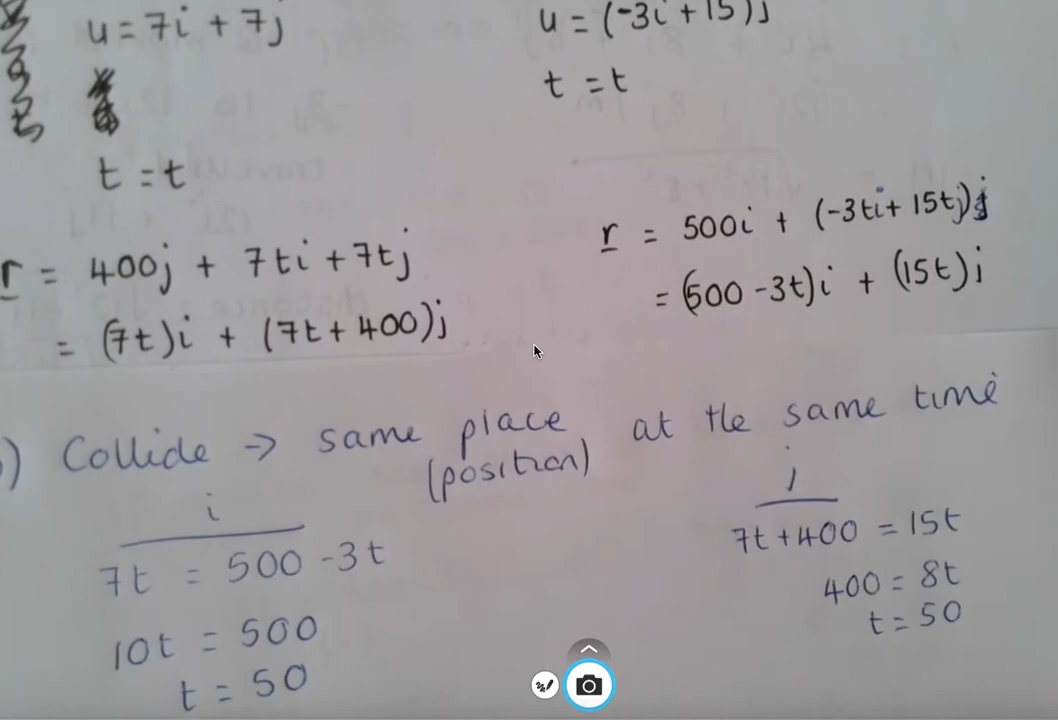 u = 7i + 7j
t = t
r = 400j + 7ti + 7tj
= (7t)i + (7t + 400)j
u = (-3i + 15)j
t = t
r = 500i + (-3ti + 15tj)j
= (500 - 3t)i + (15t)j
) Collide → same place at the same time
(position)
i
7t = 500 - 3t
10t = 500
t = 50
j
7t + 400 = 15t
400 = 8t
t = 50